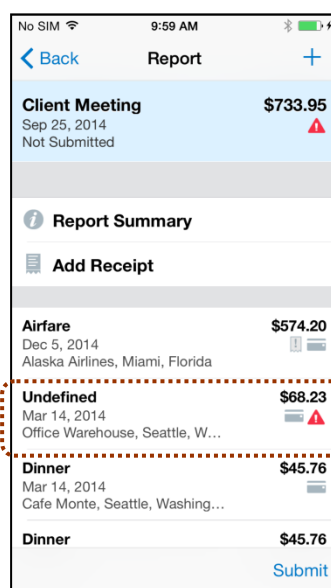 No SIM 9:59 AM
Back Report +
Client Meeting $733.95
Sep 25, 2014
Not Submitted
Report Summary
Add Receipt
Airfare $574.20
Dec 5, 2014
Alaska Airlines, Miami, Florida
Undefined $68.23
Mar 14, 2014
Office Warehouse, Seattle, W...
Dinner $45.76
Mar 14, 2014
Cafe Monte, Seattle, Washing...
Dinner $45.76
Submit